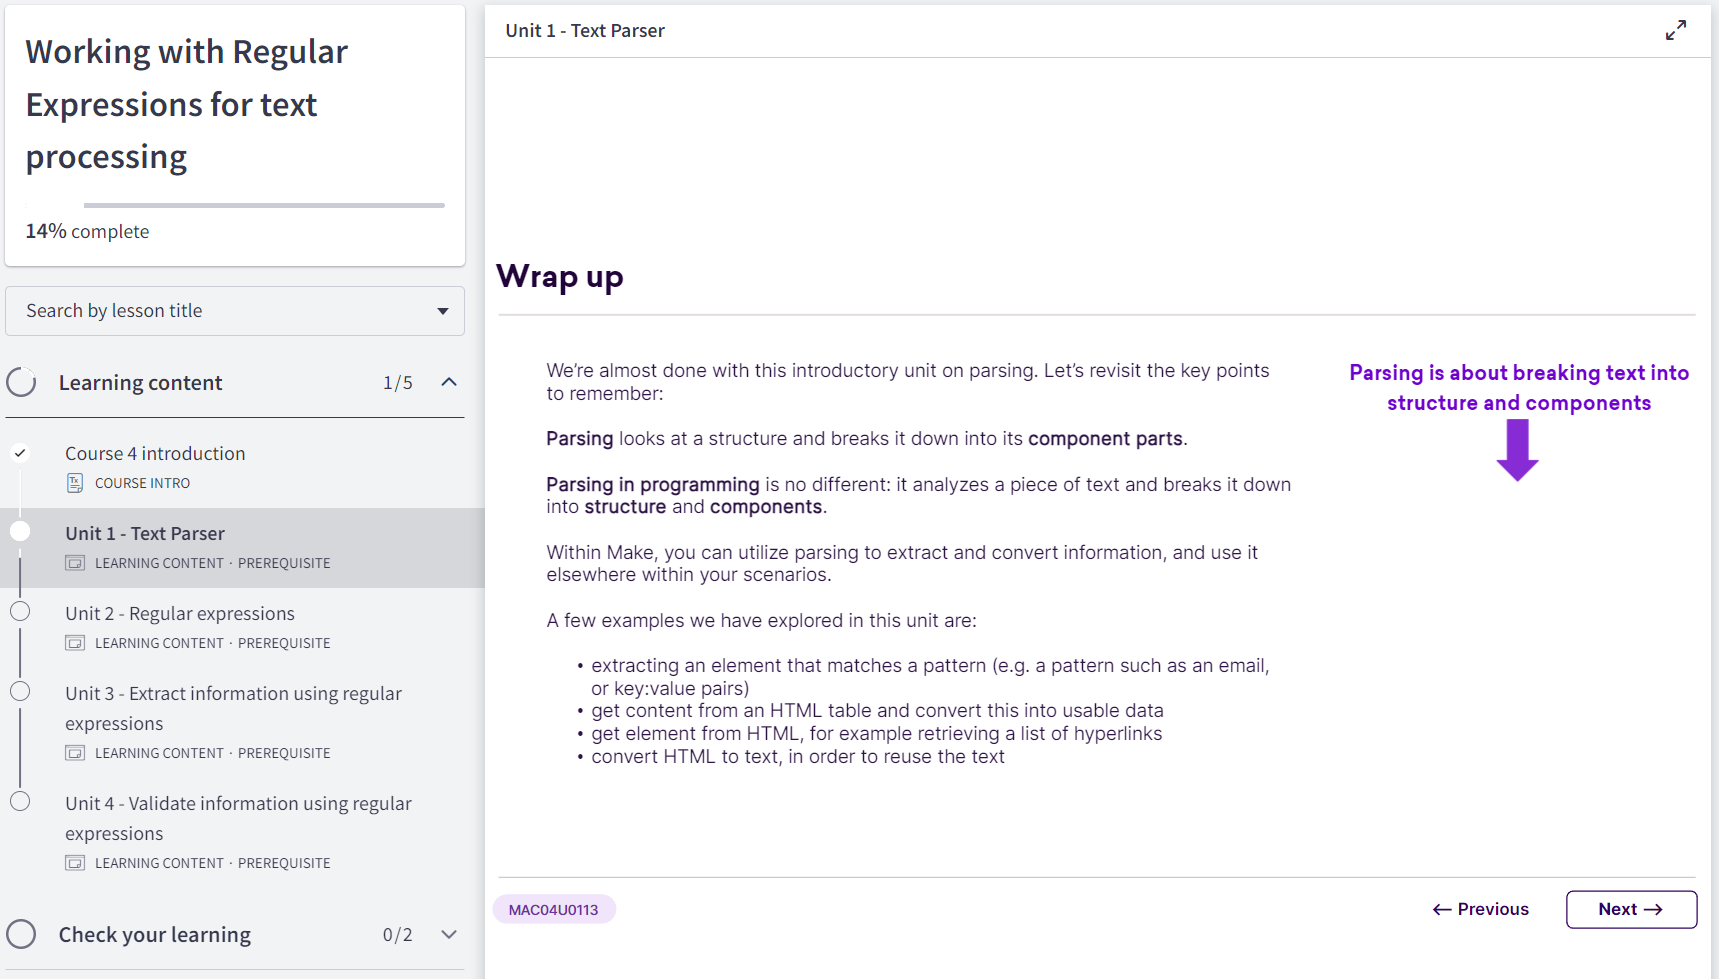 Working with Regular
Expressions for text
processing
14% complete
Search by lesson title
Learning content 1/5
Course 4 introduction
COURSE INTRO
Unit 1 - Text Parser
LEARNING CONTENT · PREREQUISITE
Unit 2 - Regular expressions
LEARNING CONTENT · PREREQUISITE
Unit 3 - Extract information using regular
expressions
LEARNING CONTENT · PREREQUISITE
Unit 4 - Validate information using regular
expressions
LEARNING CONTENT · PREREQUISITE
Check your learning 0/2
Unit 1 - Text Parser
Wrap up
We’re almost done with this introductory unit on parsing. Let’s revisit the key points
to remember:
Parsing looks at a structure and breaks it down into its component parts.
Parsing in programming is no different: it analyzes a piece of text and breaks it down
into structure and components.
Within Make, you can utilize parsing to extract and convert information, and use it
elsewhere within your scenarios.
A few examples we have explored in this unit are:
• extracting an element that matches a pattern (e.g. a pattern such as an email,
or key:value pairs)
• get content from an HTML table and convert this into usable data
• get element from HTML, for example retrieving a list of hyperlinks
• convert HTML to text, in order to reuse the text
Parsing is about breaking text into
structure and components
MAC04U0113
← Previous
Next →